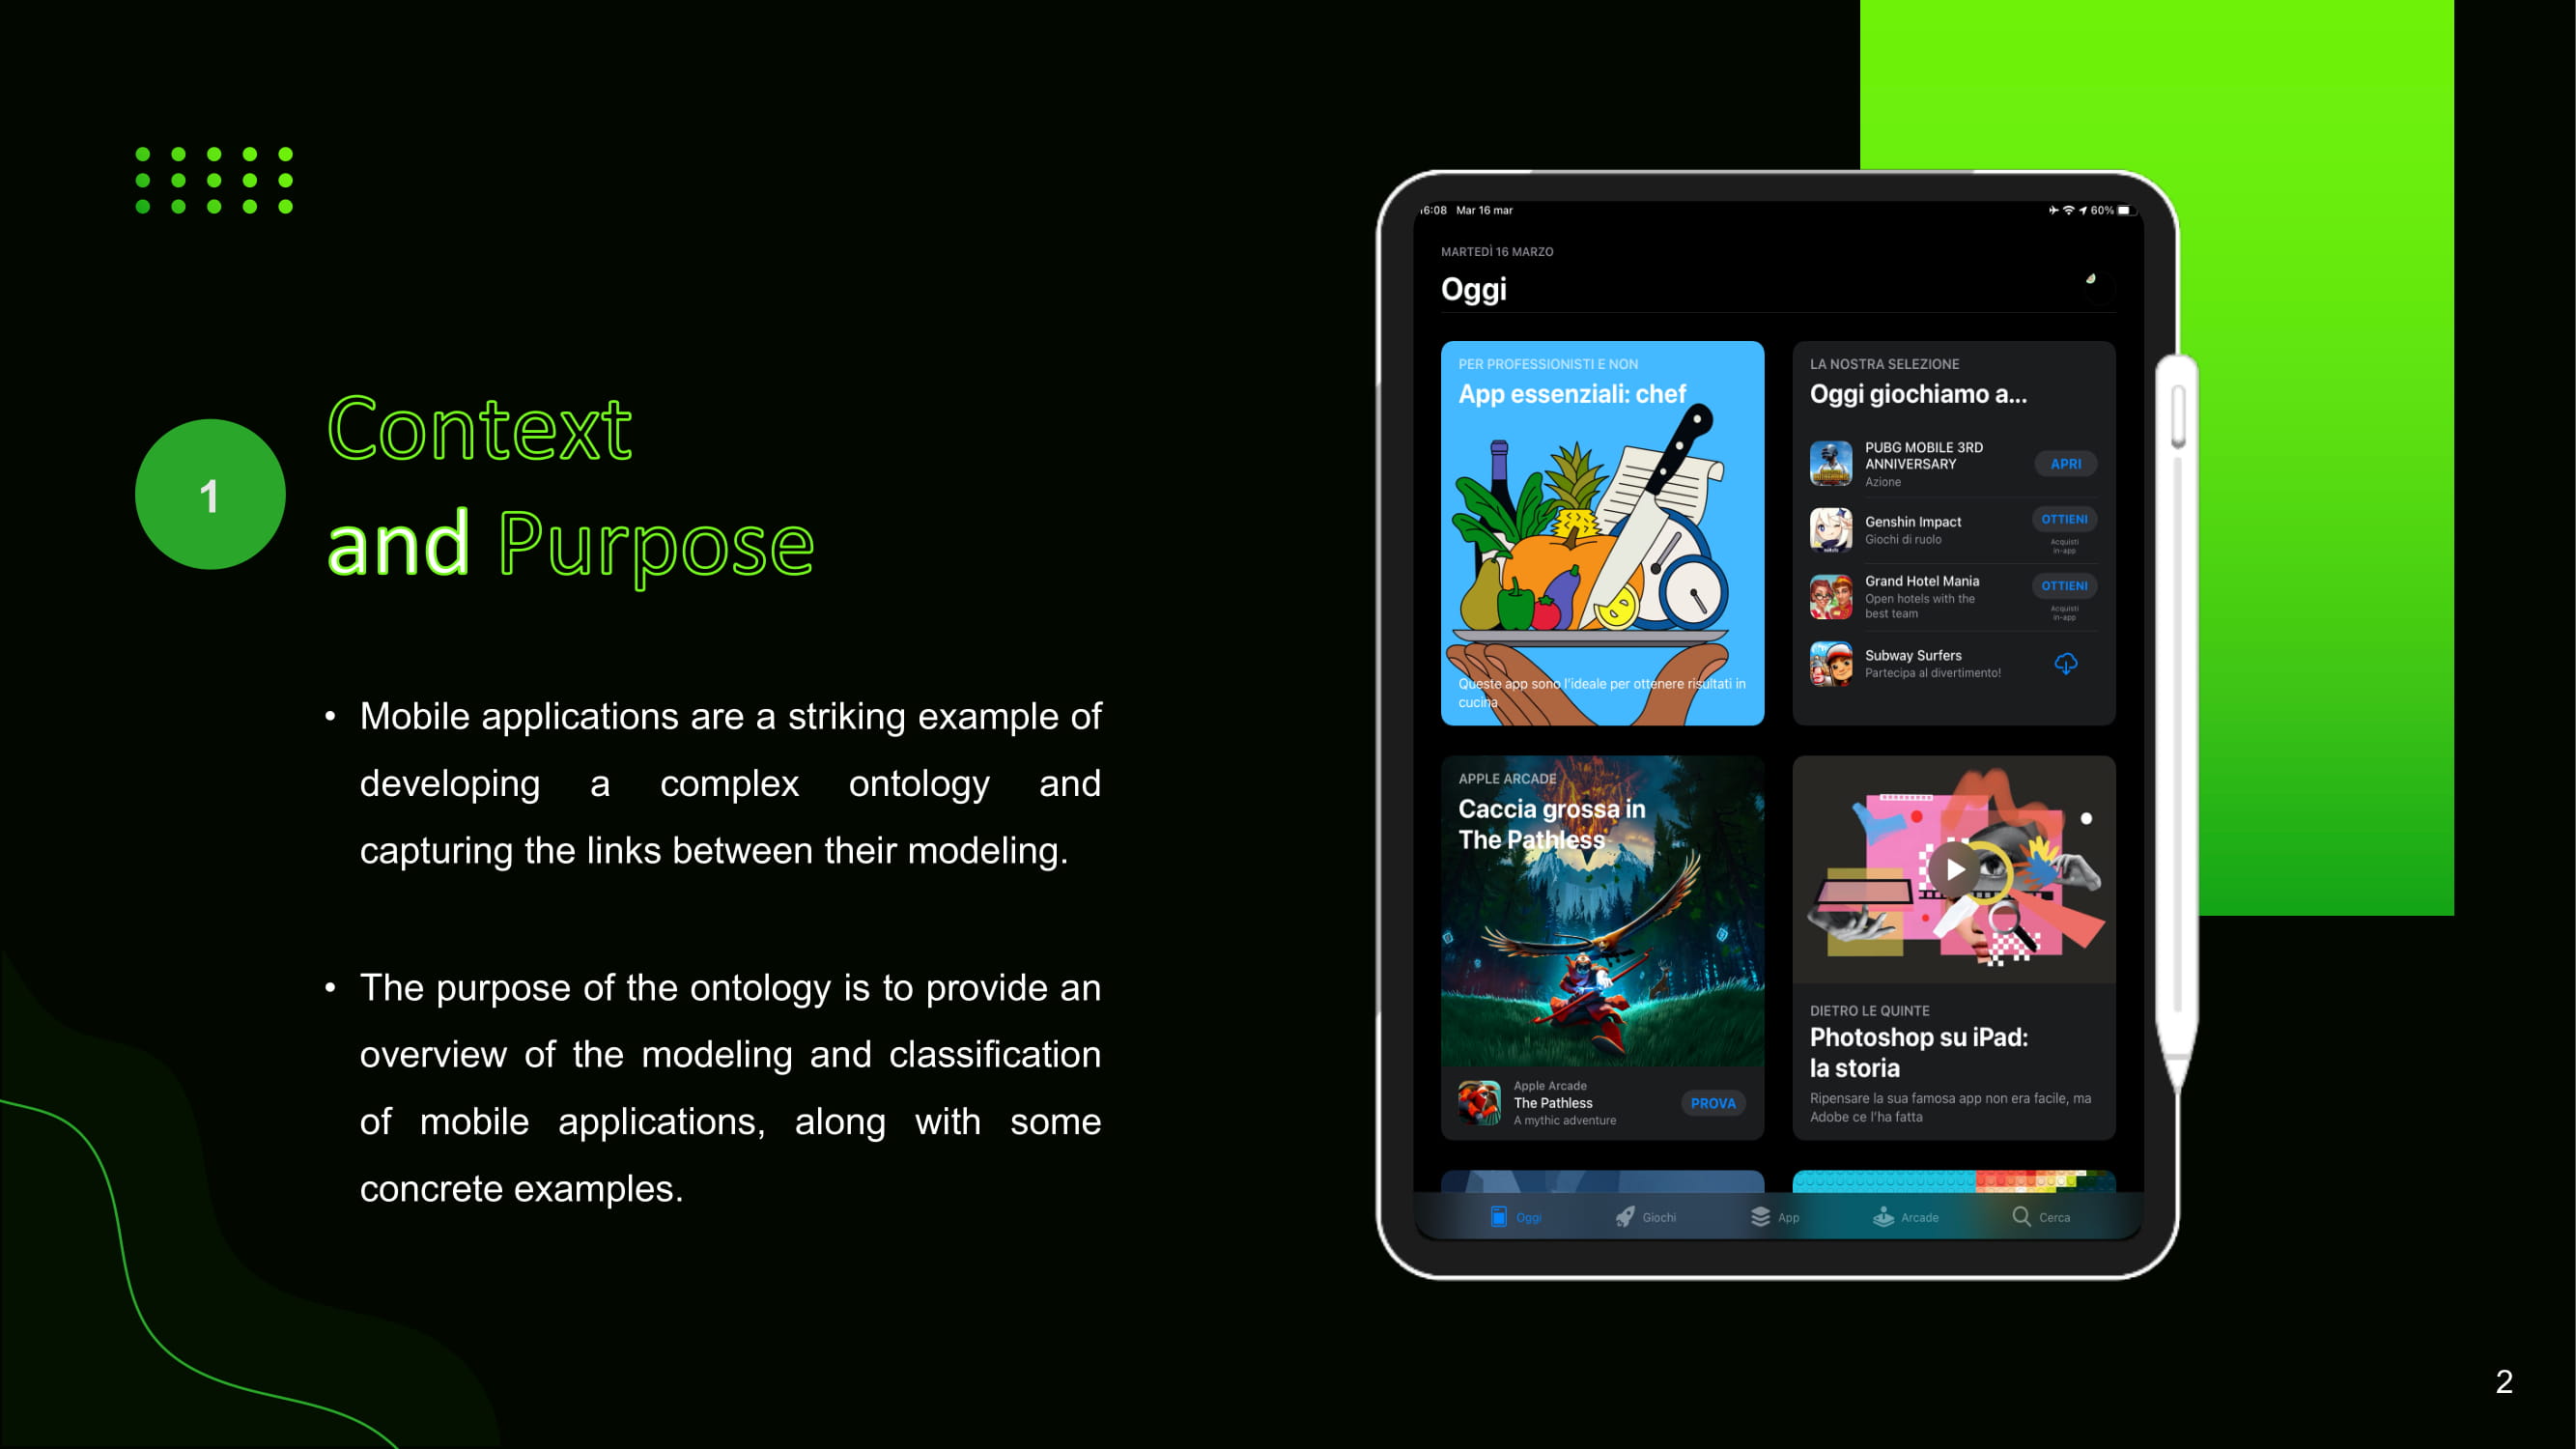 1
Context
and Purpose
• Mobile applications are a striking example of
developing a complex ontology and
capturing the links between their modeling.
• The purpose of the ontology is to provide an
overview of the modeling and classification
of mobile applications, along with some
concrete examples.
16:08 Mar 16 mar
60%
MARTEDÌ 16 MARZO
Oggi
PER PROFESSIONISTI E NON
App essenziali: chef
Queste app sono l'ideale per ottenere risultati in
cucina
LA NOSTRA SELEZIONE
Oggi giochiamo a...
PUBG MOBILE 3RD
ANNIVERSARY
Azione
APRI
Genshin Impact
Giochi di ruolo
OTTIENI
Acquisti
in-app
Grand Hotel Mania
Open hotels with the
best team
OTTIENI
Acquisti
in-app
Subway Surfers
Partecipa al divertimento!
APPLE ARCADE
Caccia grossa in
The Pathless
Apple Arcade
The Pathless
A mythic adventure
PROVA
DIETRO LE QUINTE
Photoshop su iPad:
la storia
Ripensare la sua famosa app non era facile, ma
Adobe ce l'ha fatta
Oggi Giochi App Arcade Cerca
2